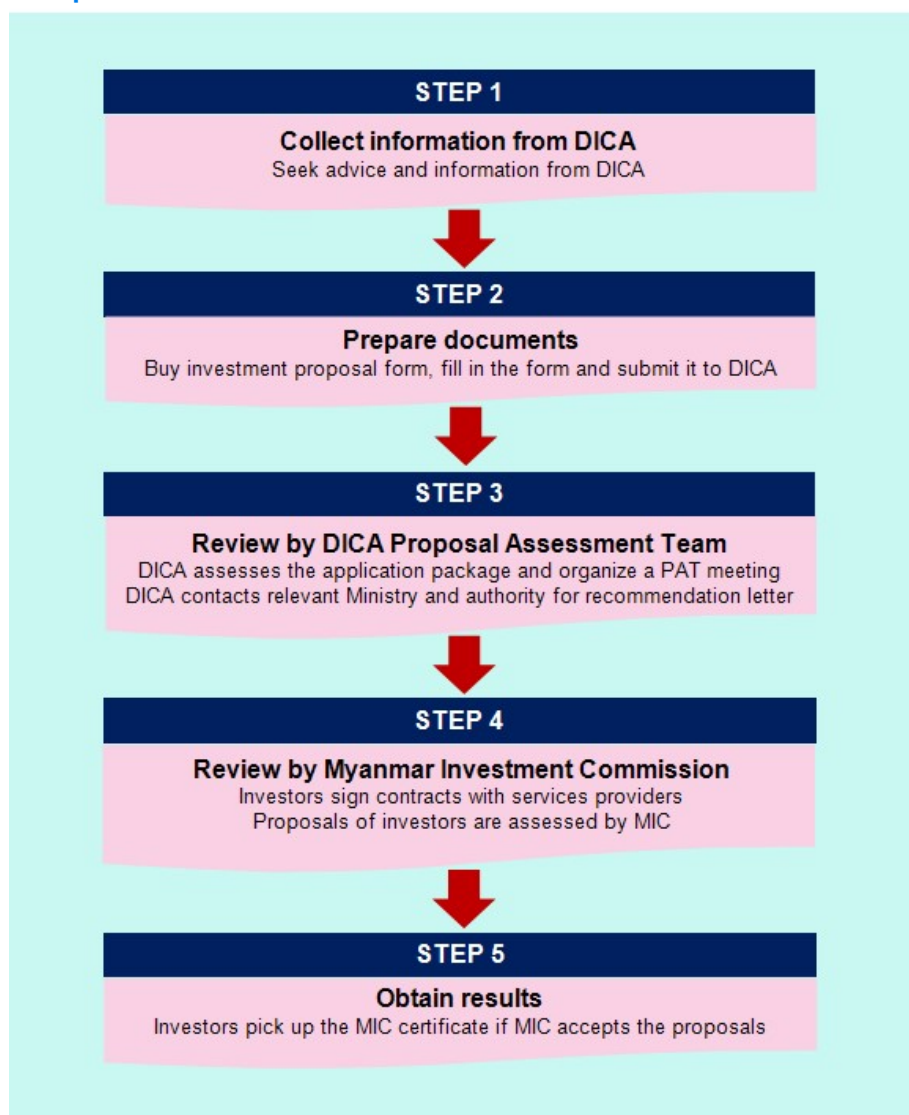 STEP 1
Collect information from DICA
Seek advice and information from DICA
STEP 2
Prepare documents
Buy investment proposal form, fill in the form and submit it to DICA
STEP 3
Review by DICA Proposal Assessment Team
DICA assesses the application package and organize a PAT meeting
DICA contacts relevant Ministry and authority for recommendation letter
STEP 4
Review by Myanmar Investment Commission
Investors sign contracts with services providers
Proposals of investors are assessed by MIC
STEP 5
Obtain results
Investors pick up the MIC certificate if MIC accepts the proposals